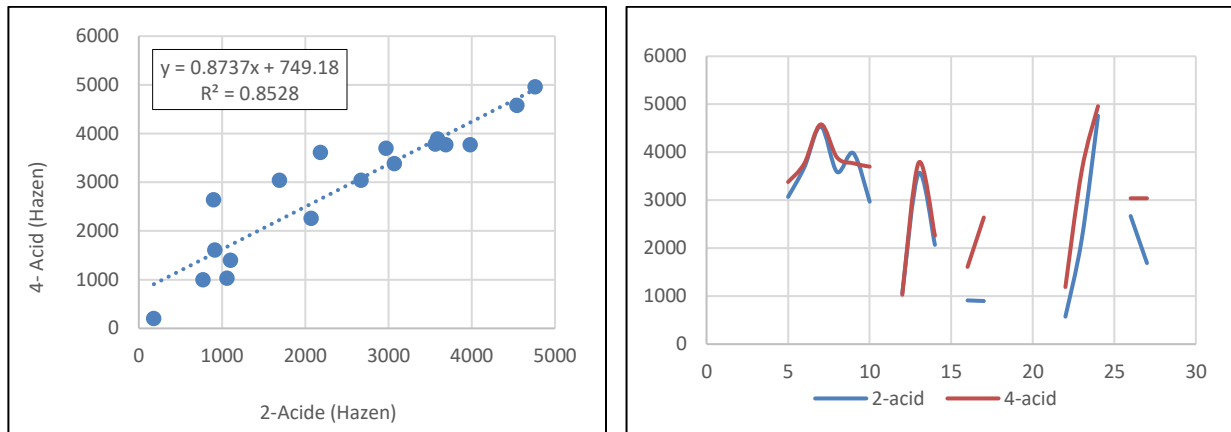 6000
5000
4000
3000
2000
1000
0
y = 0.8737x + 749.18
R² = 0.8528
4- Acid (Hazen)
0 1000 2000 3000 4000 5000
2-Acide (Hazen)
6000
5000
4000
3000
2000
1000
0
0 5 10 15 20 25 30
2-acid 4-acid